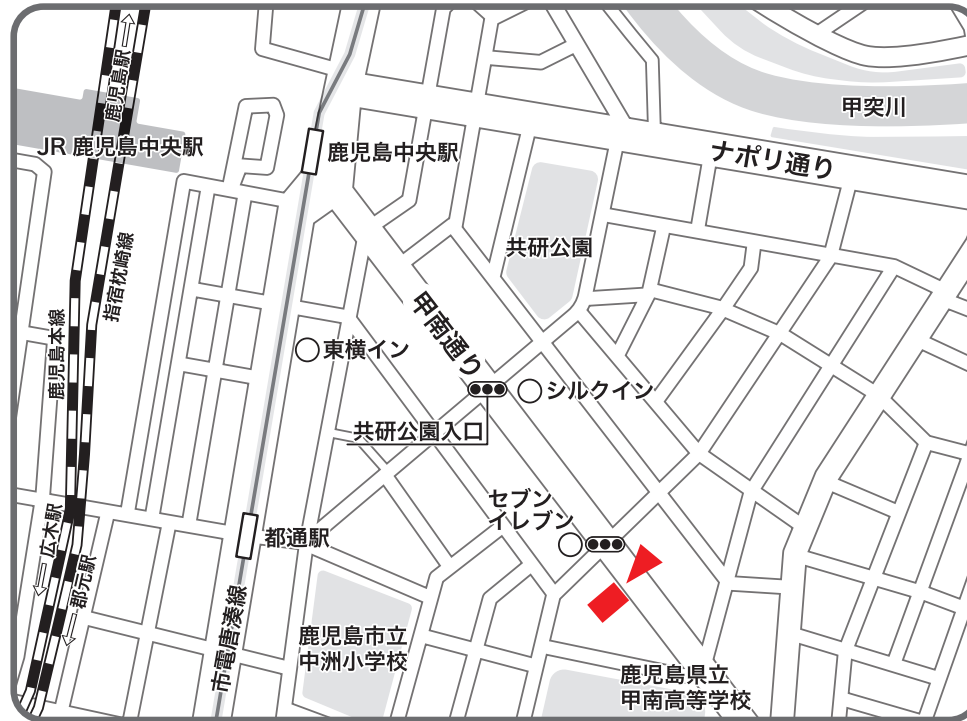 鹿児島駅
甲突川
JR 鹿児島中央駅
鹿児島中央駅
ナポリ通り
共研公園
指宿枕崎線
甲南通り
鹿児島本線
東横イン
シルクイン
共研公園入口
セブン
イレブン
広木駅
都通駅
郡元駅
市電唐湊線
鹿児島市立
中洲小学校
鹿児島県立
甲南高等学校